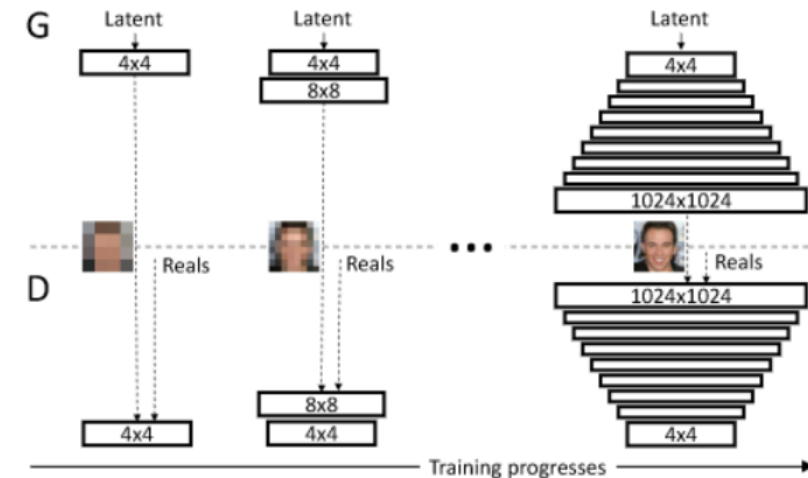 G
Latent
Latent
Latent
4x4
4x4
4x4
8x8
1024x1024
Reals
Reals
Reals
D
1024x1024
8x8
4x4
4x4
4x4
Training progresses